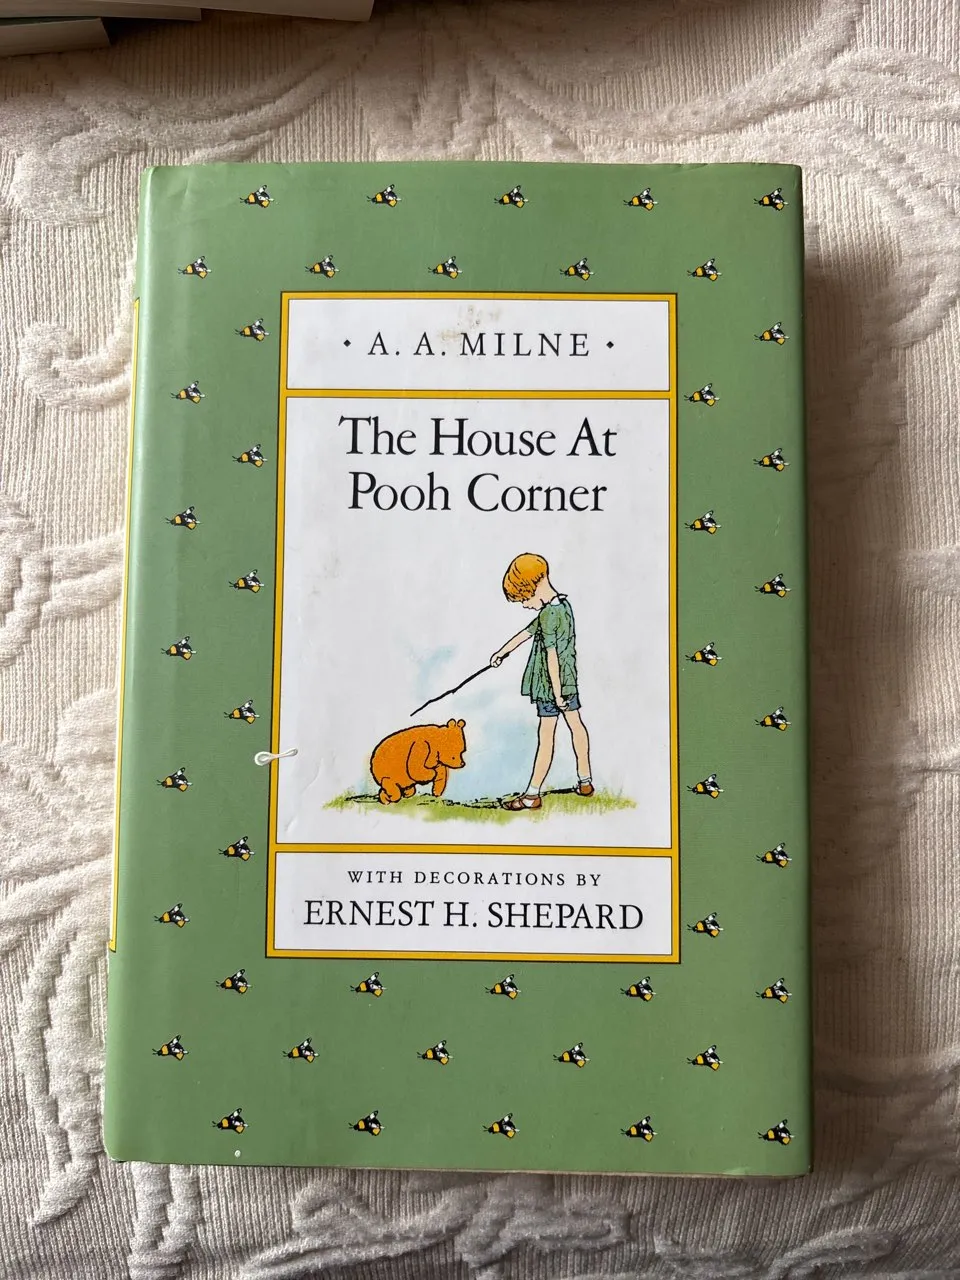 · A. A. MILNE ·
The House At
Pooh Corner
WITH DECORATIONS BY
ERNEST H. SHEPARD